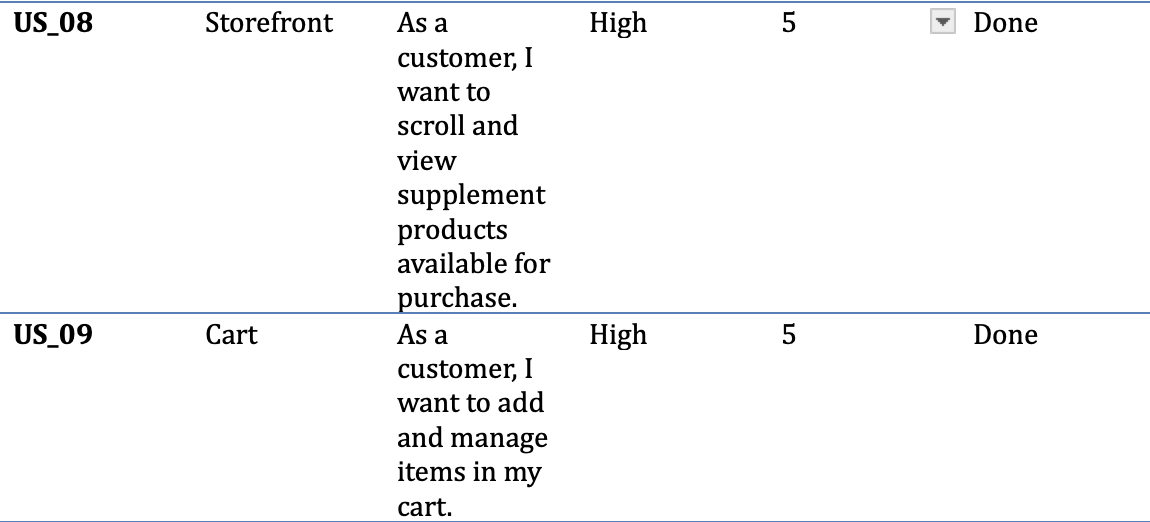 US_08 Storefront As a High 5 Done
customer, I
want to
scroll and
view
supplement
products
available for
purchase.
US_09 Cart As a High 5 Done
customer, I
want to add
and manage
items in my
cart.